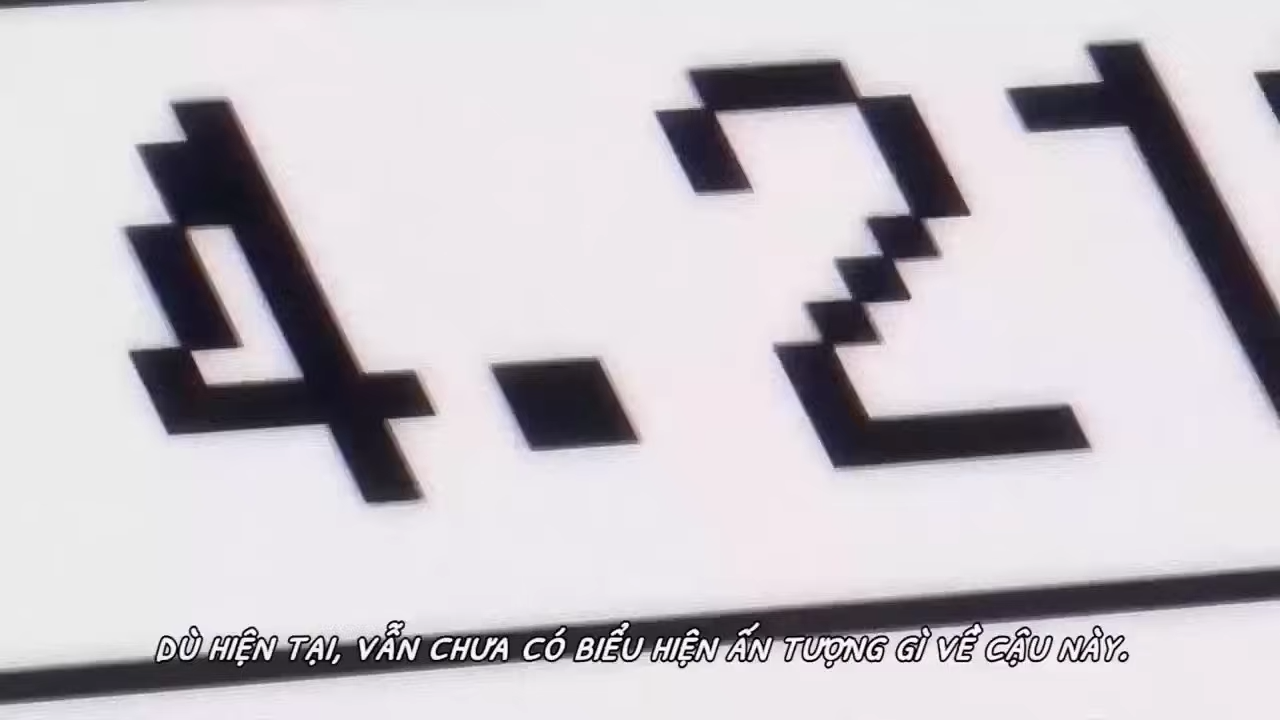 4.21
DÙ HIỆN TẠI, VẪN CHƯA CÓ BIỂU HIỆN ẤN TƯỢNG GÌ VỀ CẬU NÀY.